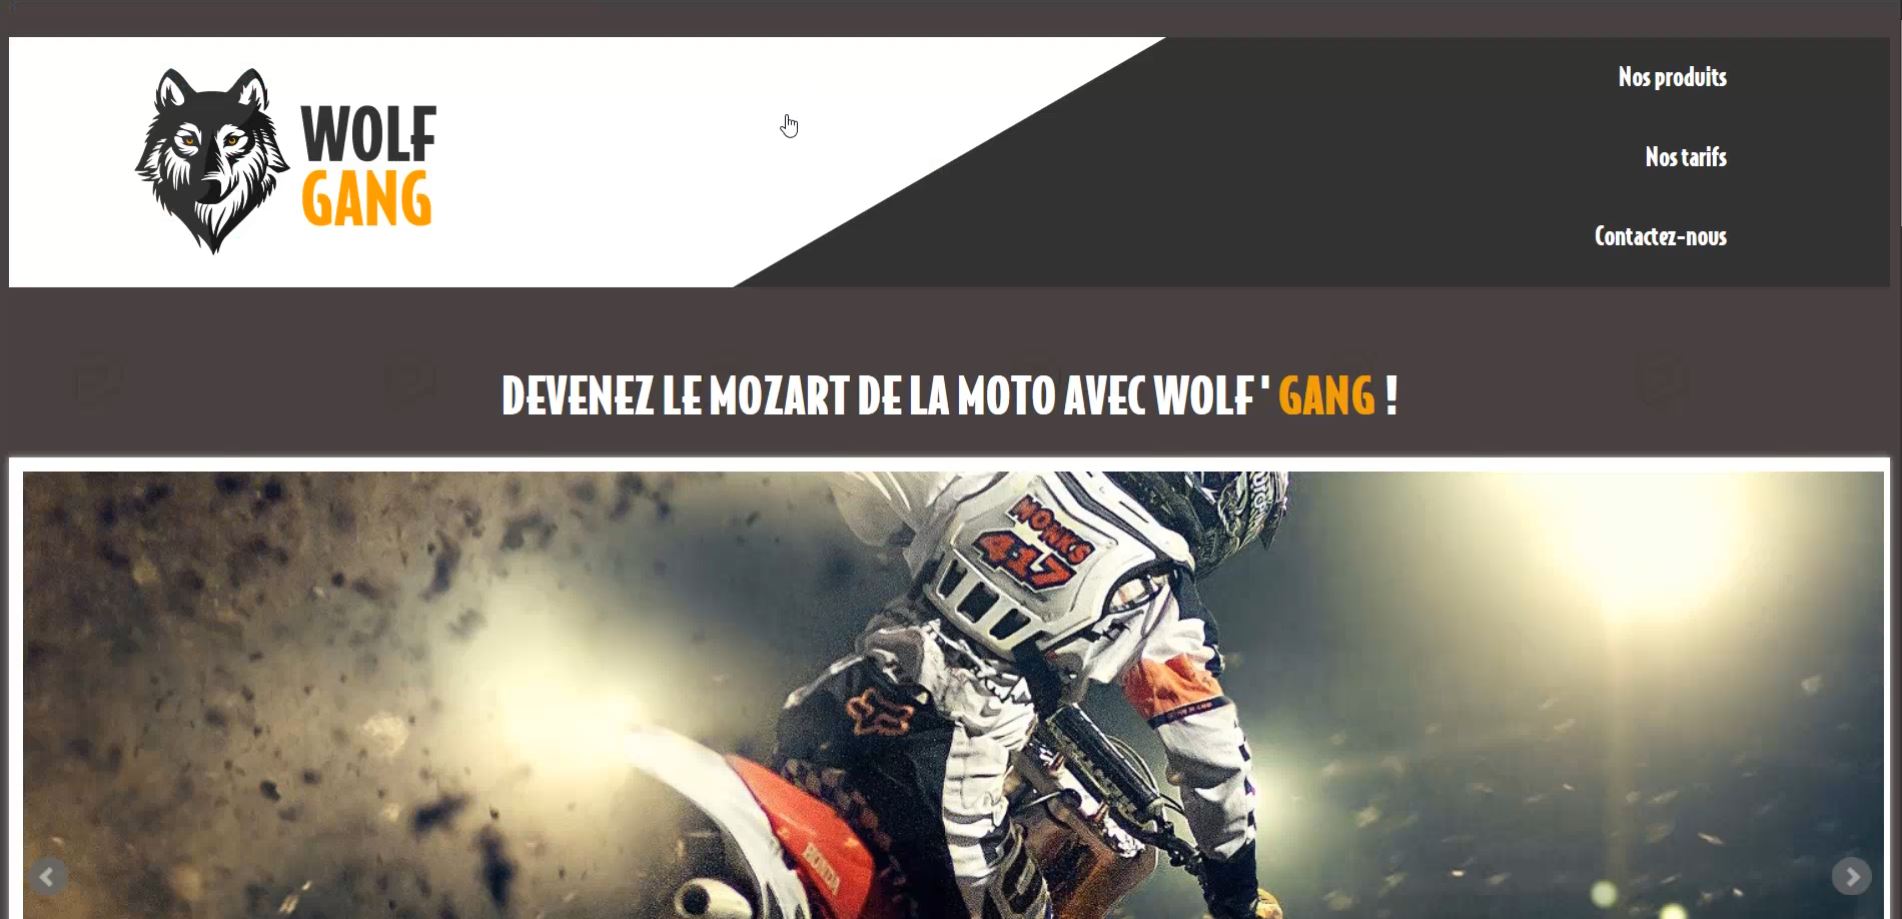 WOLF
GANG
Nos produits
Nos tarifs
Contactez-nous
DEVENEZ LE MOZART DE LA MOTO AVEC WOLF ' GANG !
MONKS
417
HONDA